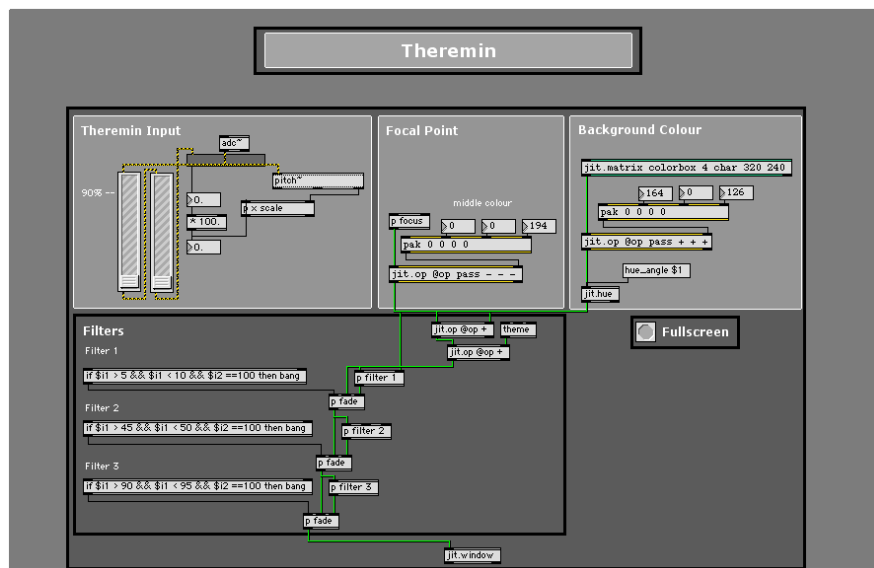 Theremin
Theremin Input
adc~
pitch~
90% --
0.
p x scale
* 100.
0.
Focal Point
middle colour
p focus
0
0
194
pak 0 0 0 0
jit.op @op pass - - -
Background Colour
jit.matrix colorbox 4 char 320 240
164
0
126
pak 0 0 0 0
jit.op @op pass + + +
hue_angle $1
jit.hue
Fullscreen
Filters
jit.op @op +
theme
jit.op @op +
Filter 1
if $i1 > 5 && $i1 < 10 && $i2 ==100 then bang
p filter 1
p fade
Filter 2
if $i1 > 45 && $i1 < 50 && $i2 ==100 then bang
p filter 2
p fade
Filter 3
if $i1 > 90 && $i1 < 95 && $i2 ==100 then bang
p filter 3
p fade
jit.window